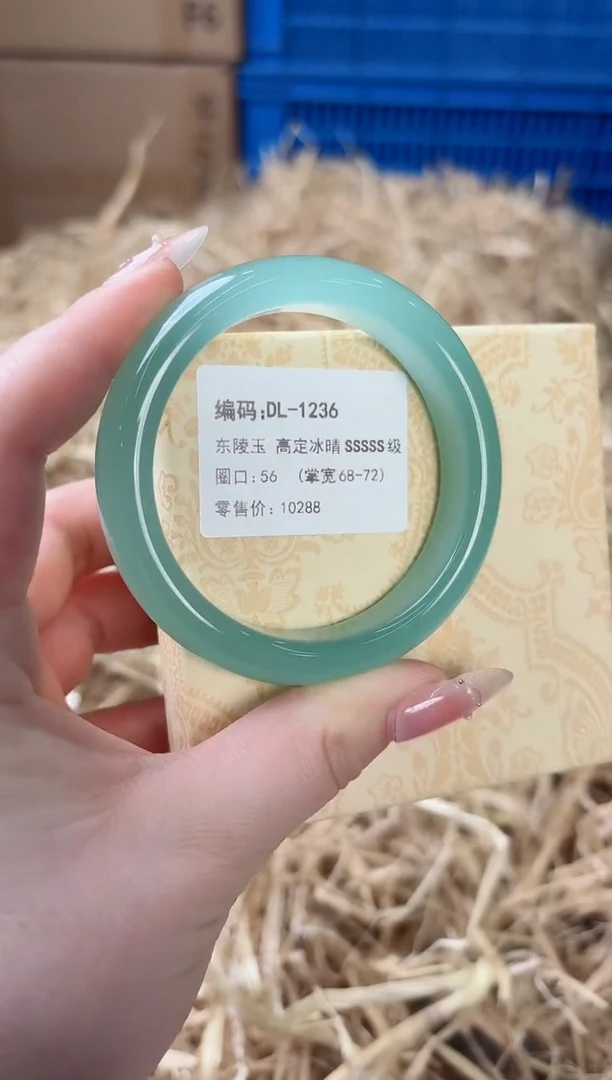 编码:DL-1236
东陵玉 高定冰晴SSSSS级
圈口:56 (掌宽68-72)
零售价:10288